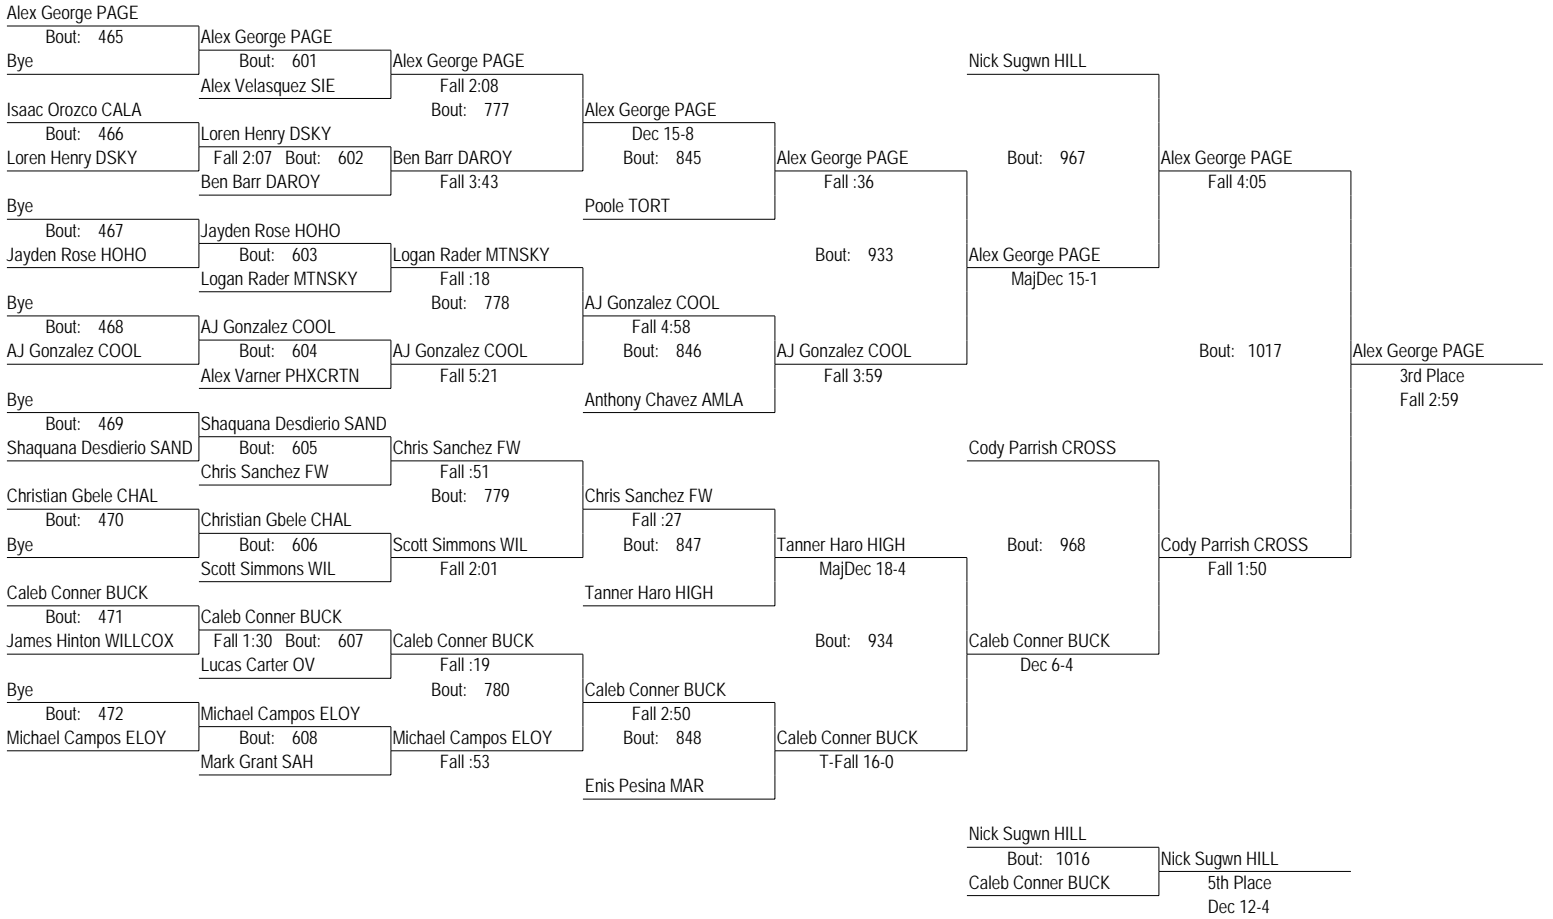 Alex George PAGE
Bout: 465 Alex George PAGE
Bye Bout: 601 Alex George PAGE Nick Sugwn HILL
Alex Velasquez SIE Fall 2:08
Isaac Orozco CALA Bout: 777 Alex George PAGE
Bout: 466 Loren Henry DSKY Dec 15-8
Loren Henry DSKY Fall 2:07 Bout: 602 Ben Barr DAROY Bout: 845 Alex George PAGE Bout: 967 Alex George PAGE
Ben Barr DAROY Fall 3:43 Fall :36 Fall 4:05
Bye Poole TORT
Bout: 467 Jayden Rose HOHO
Jayden Rose HOHO Bout: 603 Logan Rader MTNSKY Bout: 933 Alex George PAGE
Logan Rader MTNSKY Fall :18 MajDec 15-1
Bye Bout: 778 AJ Gonzalez COOL
Bout: 468 AJ Gonzalez COOL Fall 4:58
AJ Gonzalez COOL Bout: 604 AJ Gonzalez COOL Bout: 846 AJ Gonzalez COOL Bout: 1017 Alex George PAGE
Alex Varner PHXCRTN Fall 5:21 Fall 3:59 3rd Place
Bye Anthony Chavez AMLA Fall 2:59
Bout: 469 Shaquana Desdierio SAND
Shaquana Desdierio SAND Bout: 605 Chris Sanchez FW Cody Parrish CROSS
Chris Sanchez FW Fall :51
Christian Gbele CHAL Bout: 779 Chris Sanchez FW
Bout: 470 Christian Gbele CHAL Fall :27
Bye Bout: 606 Scott Simmons WIL Bout: 847 Tanner Haro HIGH Bout: 968 Cody Parrish CROSS
Scott Simmons WIL Fall 2:01 MajDec 18-4 Fall 1:50
Caleb Conner BUCK Tanner Haro HIGH
Bout: 471 Caleb Conner BUCK
James Hinton WILLCOX Fall 1:30 Bout: 607 Caleb Conner BUCK Bout: 934 Caleb Conner BUCK
Lucas Carter OV Fall :19 Dec 6-4
Bye Bout: 780 Caleb Conner BUCK
Bout: 472 Michael Campos ELOY Fall 2:50
Michael Campos ELOY Bout: 608 Michael Campos ELOY Bout: 848 Caleb Conner BUCK
Mark Grant SAH Fall :53 T-Fall 16-0
Enis Pesina MAR
Nick Sugwn HILL
Bout: 1016 Nick Sugwn HILL
Caleb Conner BUCK 5th Place
Dec 12-4